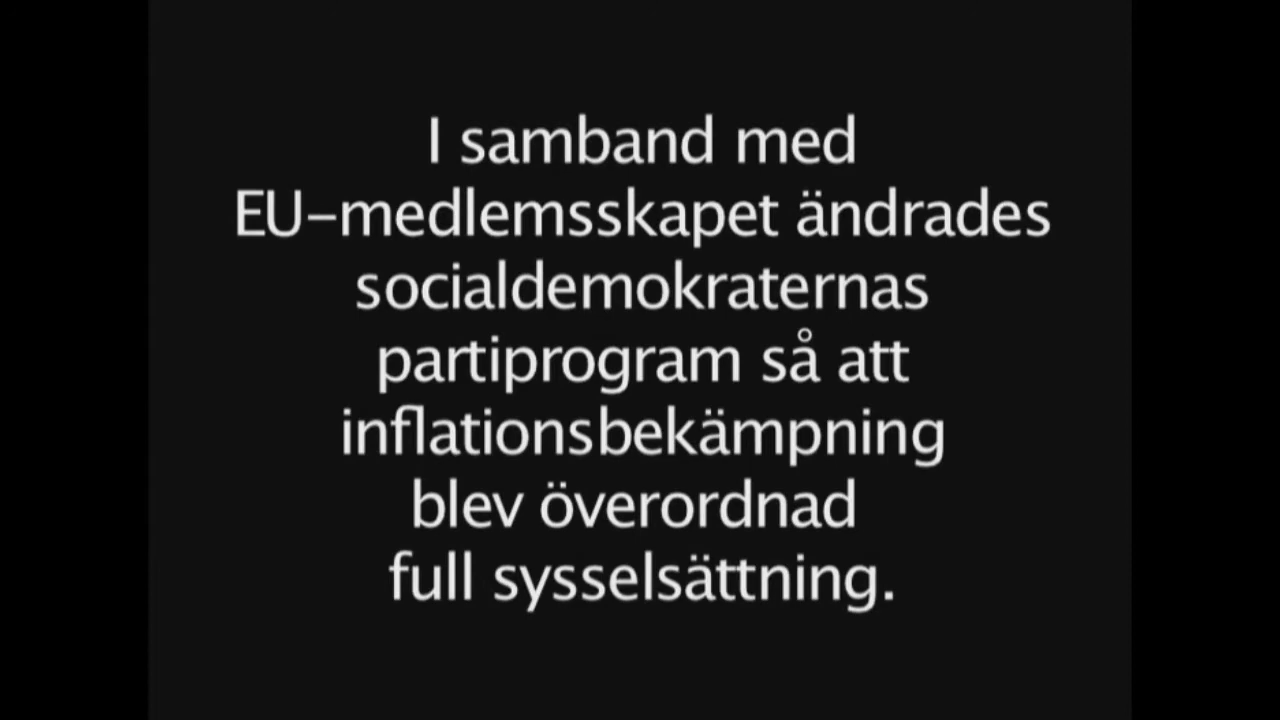 I samband med
EU–medlemsskapet ändrades
socialdemokraternas
partiprogram så att
inflationsbekämpning
blev överordnad
full sysselsättning.